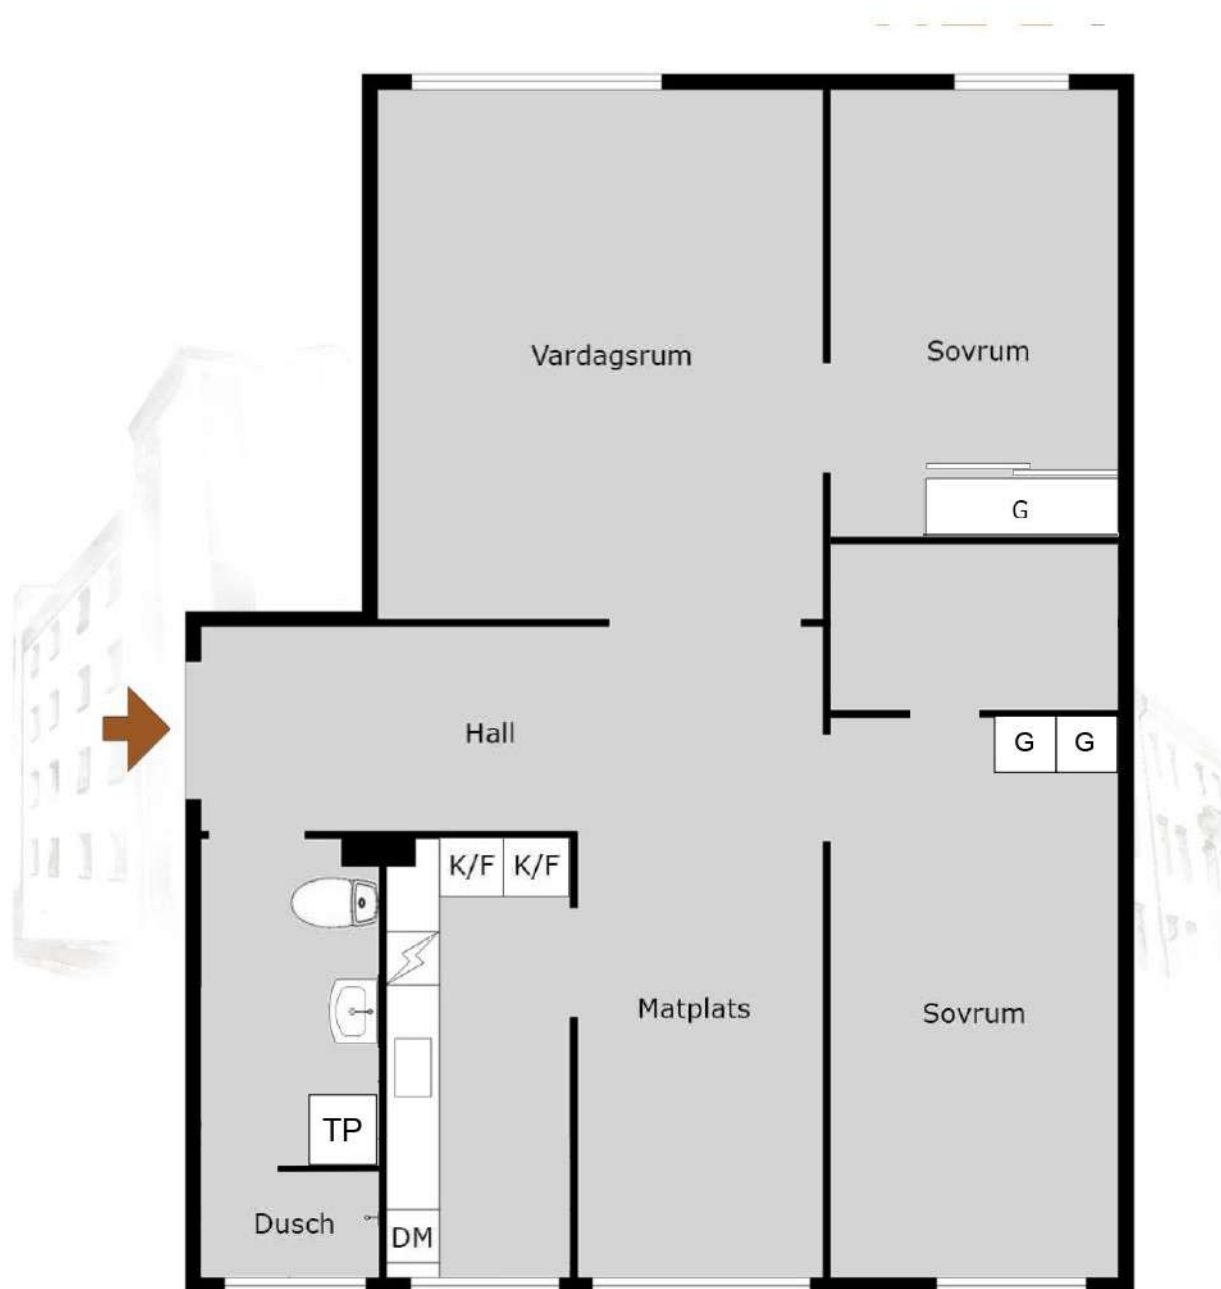 Vardagsrum
Sovrum
G
Hall
G
G
K/F
K/F
Matplats
Sovrum
TP
Dusch
DM